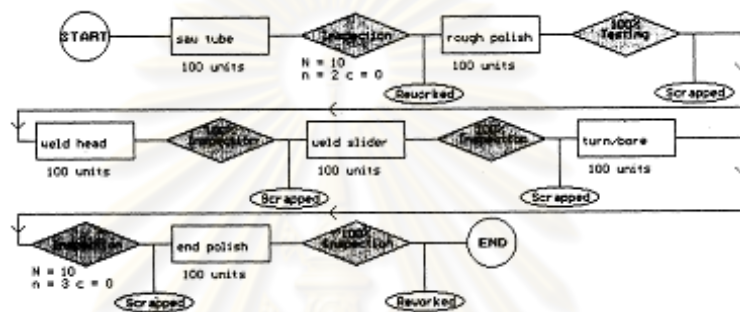 START
saw tube
Inspection
rough polish
100%
Testing
100 units
N = 10
n = 2 c = 0
100 units
Reworked
Scrapped
weld head
100%
Inspection
weld slider
100%
Inspection
turn/bore
100 units
100 units
100 units
Scrapped
Scrapped
Inspection
end polish
100%
Inspection
END
N = 10
n = 3 c = 0
100 units
Scrapped
Reworked